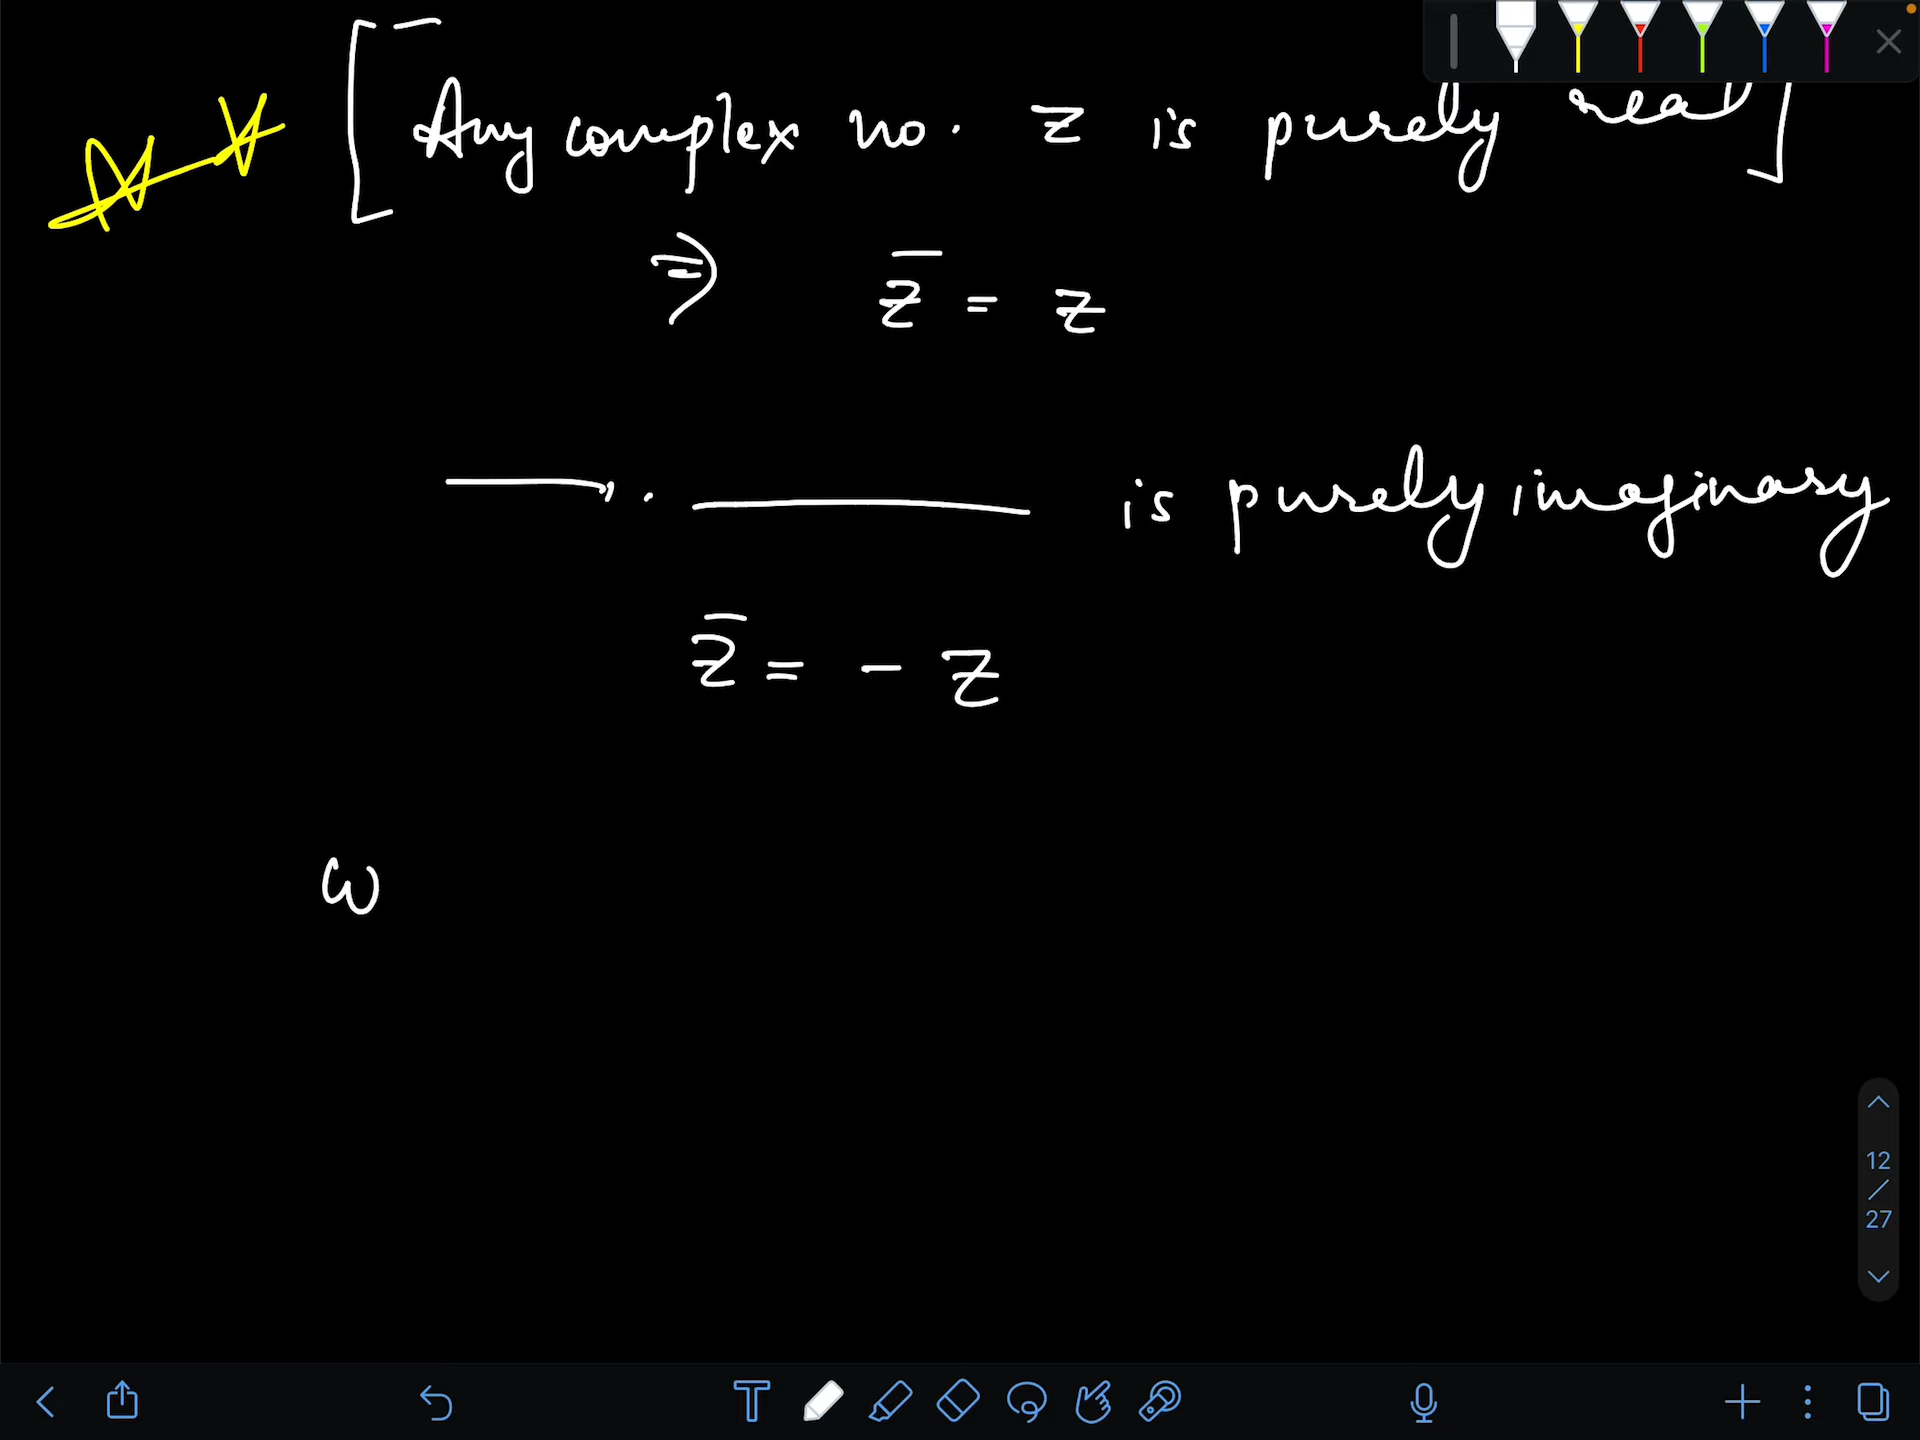 [Any complex no. z is purely real]
⇒ z̅ = z
is purely imaginary
z̅ = - z
ω
12
/
27
T